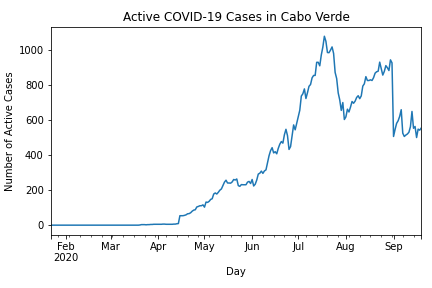 Active COVID-19 Cases in Cabo Verde
Number of Active Cases
1000
800
600
400
200
0
Feb Mar Apr May Jun Jul Aug Sep
2020
Day